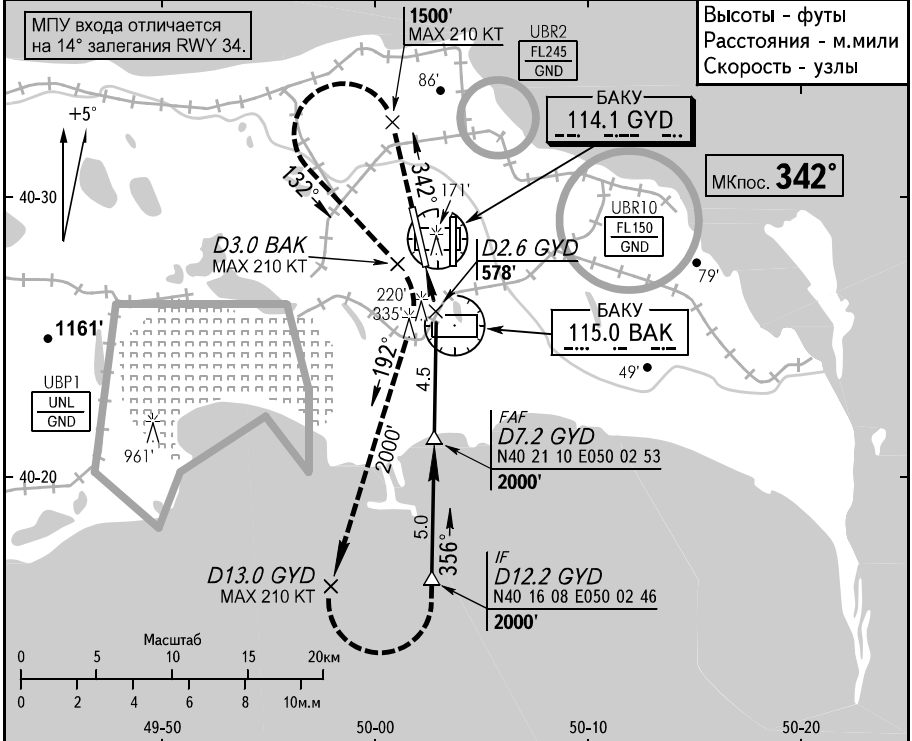 МПУ входа отличается
на 14° залегания RWY 34.
1500'
MAX 210 KT
UBR2
FL245
GND
Высоты - футы
Расстояния - м.мили
Скорость - узлы
86'
+5°
БАКУ
114.1 GYD
МКпос. 342°
132°
342°
171'
40-30
UBR10
FL150
GND
D3.0 BAK
MAX 210 KT
D2.6 GYD
578'
79'
220'
335'
1161'
БАКУ
115.0 BAK
192°
49'
UBP1
UNL
GND
4.5
961'
2000'
FAF
D7.2 GYD
N40 21 10 E050 02 53
2000'
40-20
5.0
356°
D13.0 GYD
MAX 210 KT
IF
D12.2 GYD
N40 16 08 E050 02 46
2000'
Масштаб
0 5 10 15 20км
0 2 4 6 8 10м.м
49-50 50-00 50-10 50-20